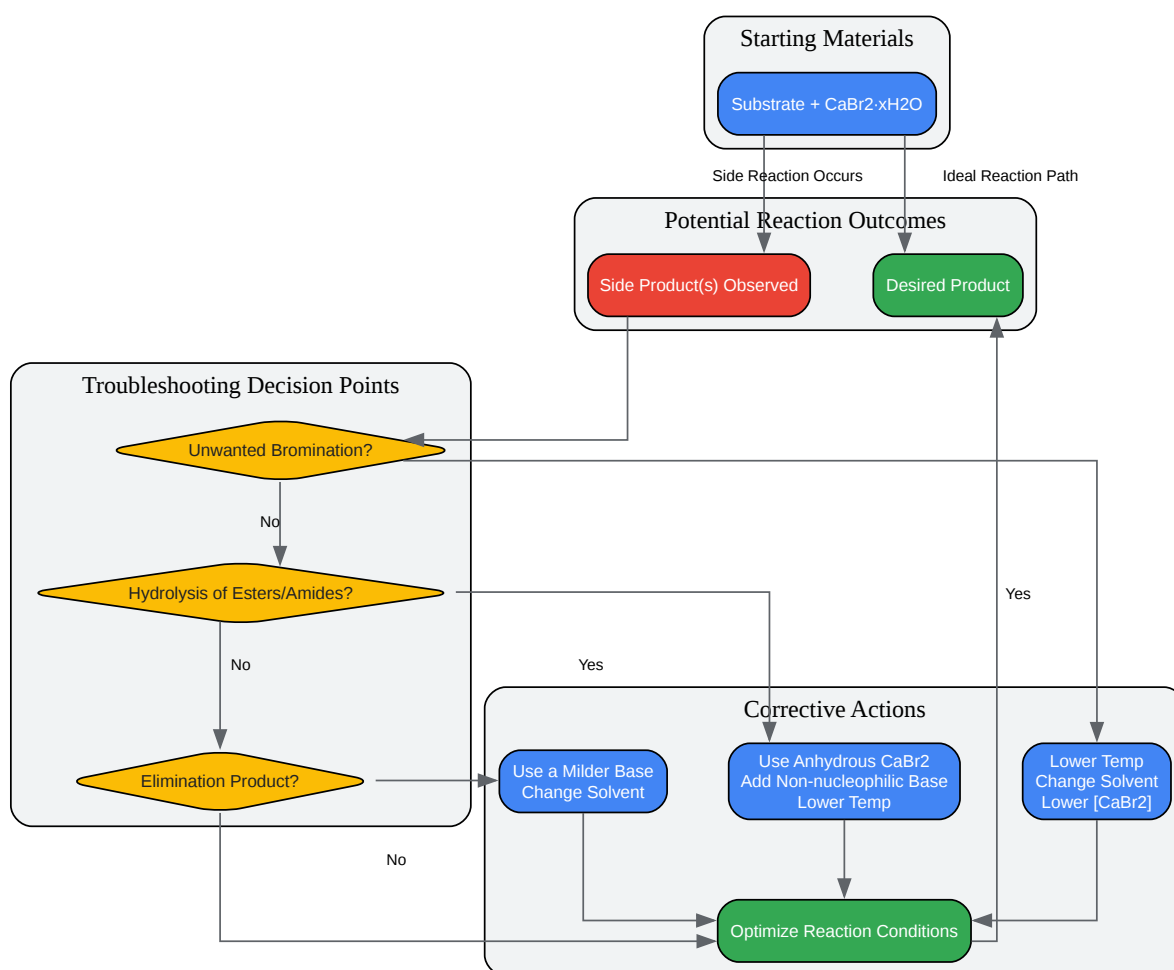 Starting Materials
Substrate + CaBr2·xH2O
Side Reaction Occurs
Ideal Reaction Path
Potential Reaction Outcomes
Side Product(s) Observed
Desired Product
Troubleshooting Decision Points
Unwanted Bromination?
No
Hydrolysis of Esters/Amides?
Yes
No
Yes
Corrective Actions
Elimination Product?
Use a Milder Base
Change Solvent
Use Anhydrous CaBr2
Add Non-nucleophilic Base
Lower Temp
Lower Temp
Change Solvent
Lower [CaBr2]
No
Optimize Reaction Conditions